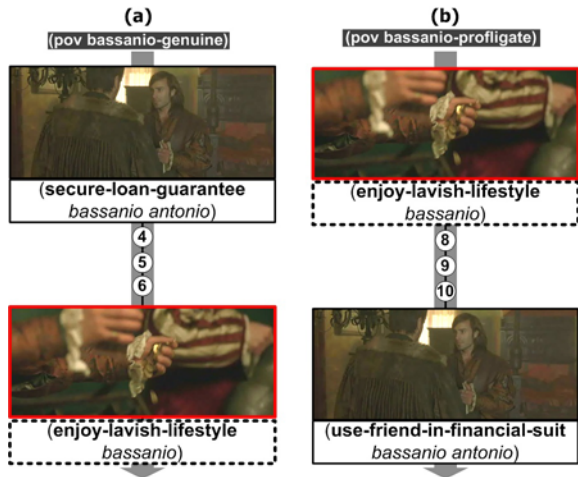 (a)
(pov bassanio-genuine)
(secure-loan-guarantee
bassanio antonio)
4
5
6
(enjoy-lavish-lifestyle
bassanio)
(b)
(pov bassanio-profligate)
(enjoy-lavish-lifestyle
bassanio)
8
9
10
(use-friend-in-financial-suit
bassanio antonio)